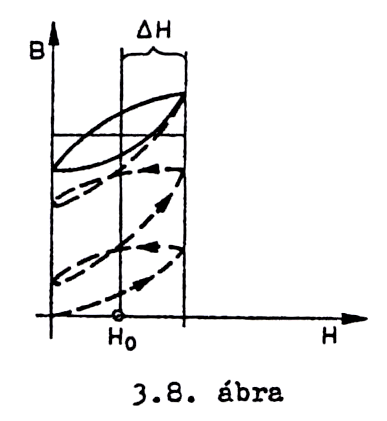 ΔH
B
H₀
H
3.8. ábra